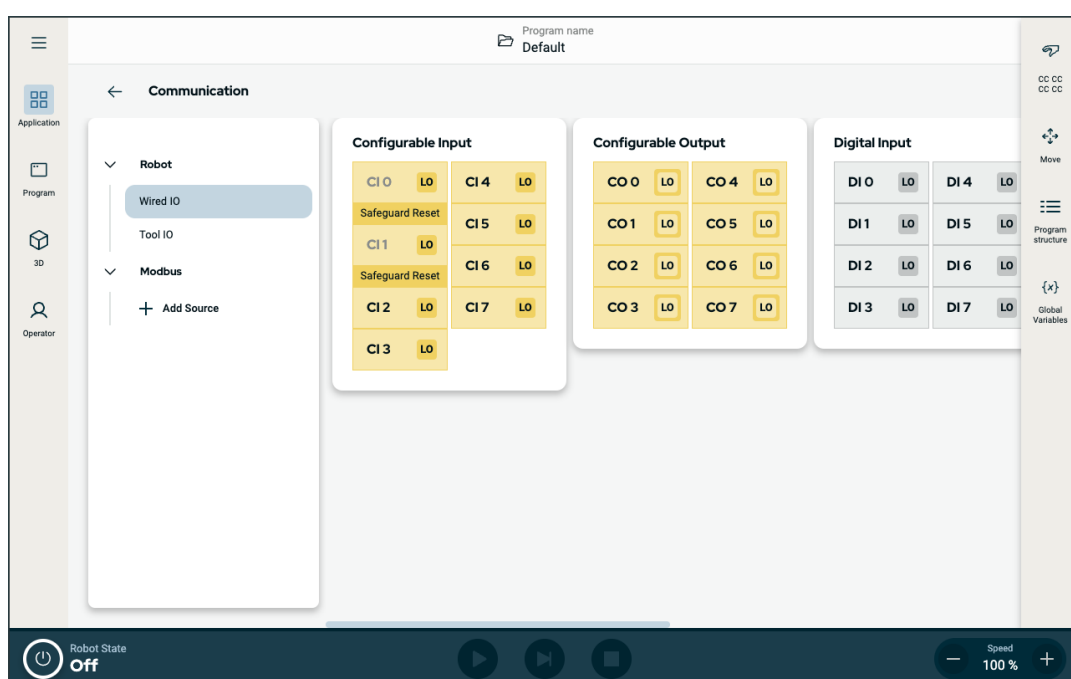 Program name
Default
Application
Program
3D
Operator
Communication
Robot
Wired IO
Tool IO
Modbus
Add Source
Configurable Input
CI 0 LO CI 4 LO
Safeguard Reset
CI 5 LO
CI 1 LO
CI 6 LO
Safeguard Reset
CI 2 LO CI 7 LO
CI 3 LO
Configurable Output
CO 0 LO CO 4 LO
CO 1 LO CO 5 LO
CO 2 LO CO 6 LO
CO 3 LO CO 7 LO
Digital Input
DI 0 LO DI 4 LO
DI 1 LO DI 5 LO
DI 2 LO DI 6 LO
DI 3 LO DI 7 LO
CC CC
CC CC
Move
Program
structure
{x}
Global
Variables
Robot State
Off
Speed
100 %